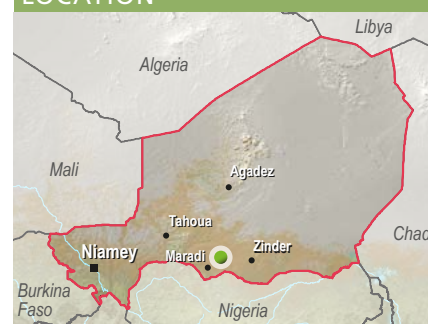 LOCATION
Libya
Algeria
Mali
Agadez
Tahoua
Chad
Niamey
Maradi
Zinder
Burkina
Faso
Nigeria